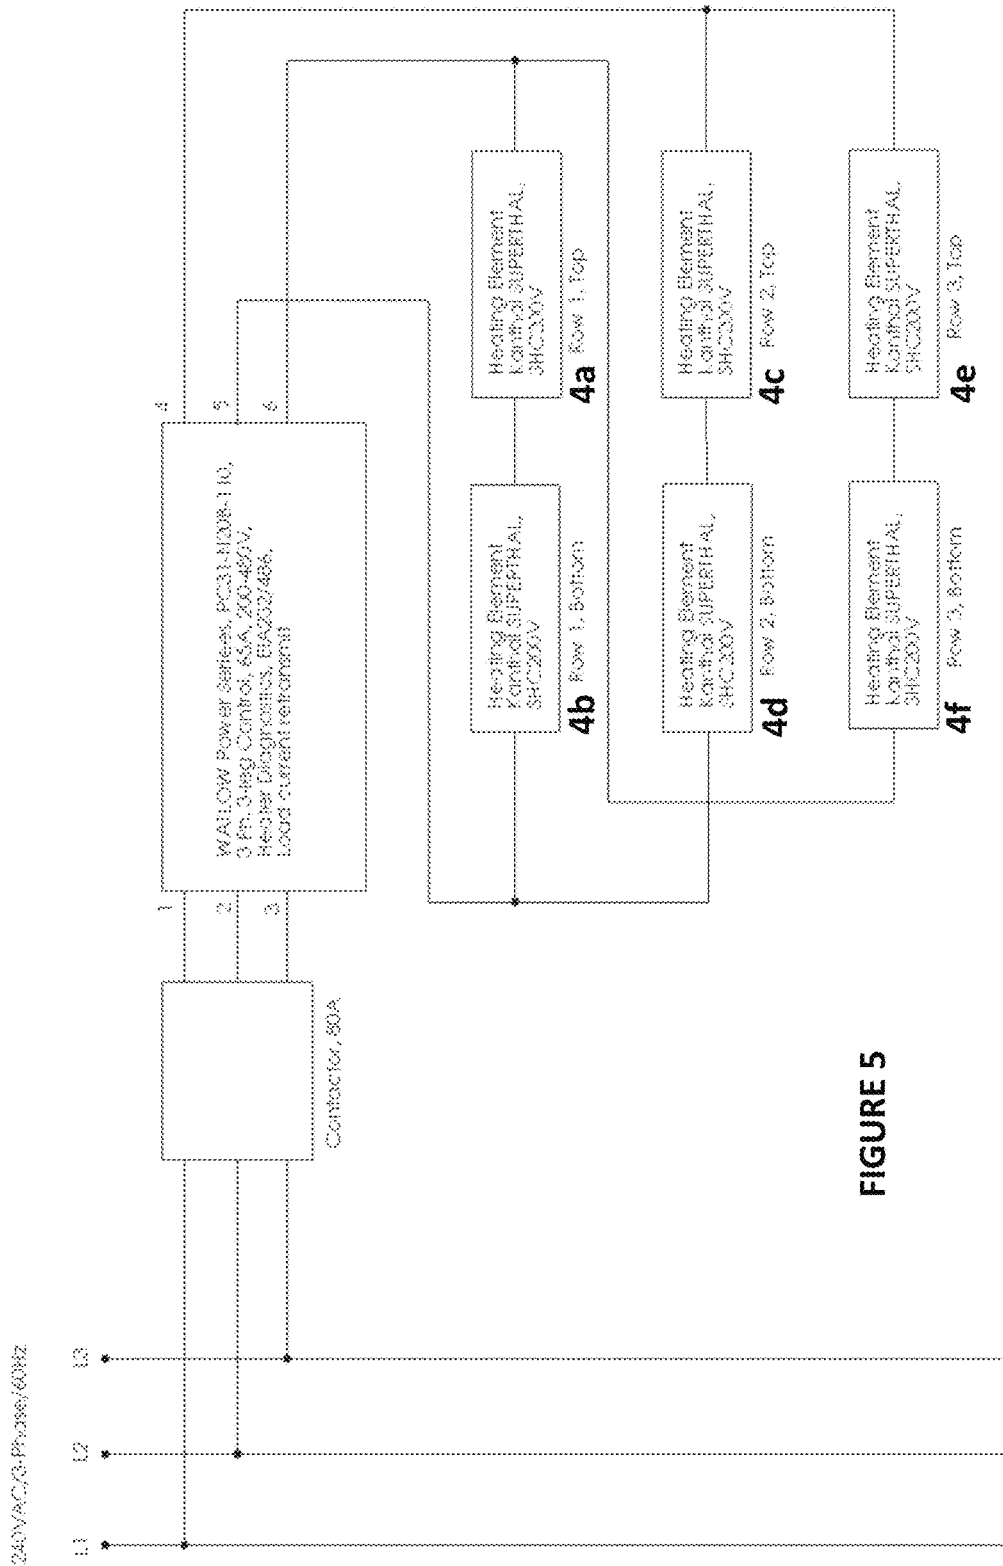 240VAC/3-Phase/60Hz
L1
L2
L3
Contactor, 80A
1
2
3
WATLOW Power Series, PC31-N20B-110,
3 Ph, 3-leg Control, 65A, 200-480V,
Heater Diagnostics, EIA232/485,
Load current retransmit
4
5
6
Heating Element
Kanthal SUPERTHAL,
SHC200V
4b Row 1, Bottom
Heating Element
Kanthal SUPERTHAL,
SHC200V
4a Row 1, Top
Heating Element
Kanthal SUPERTHAL,
SHC200V
4d Row 2, Bottom
Heating Element
Kanthal SUPERTHAL,
SHC200V
4c Row 2, Top
Heating Element
Kanthal SUPERTHAL,
SHC200V
4f Row 3, Bottom
Heating Element
Kanthal SUPERTHAL,
SHC200V
4e Row 3, Top
FIGURE 5